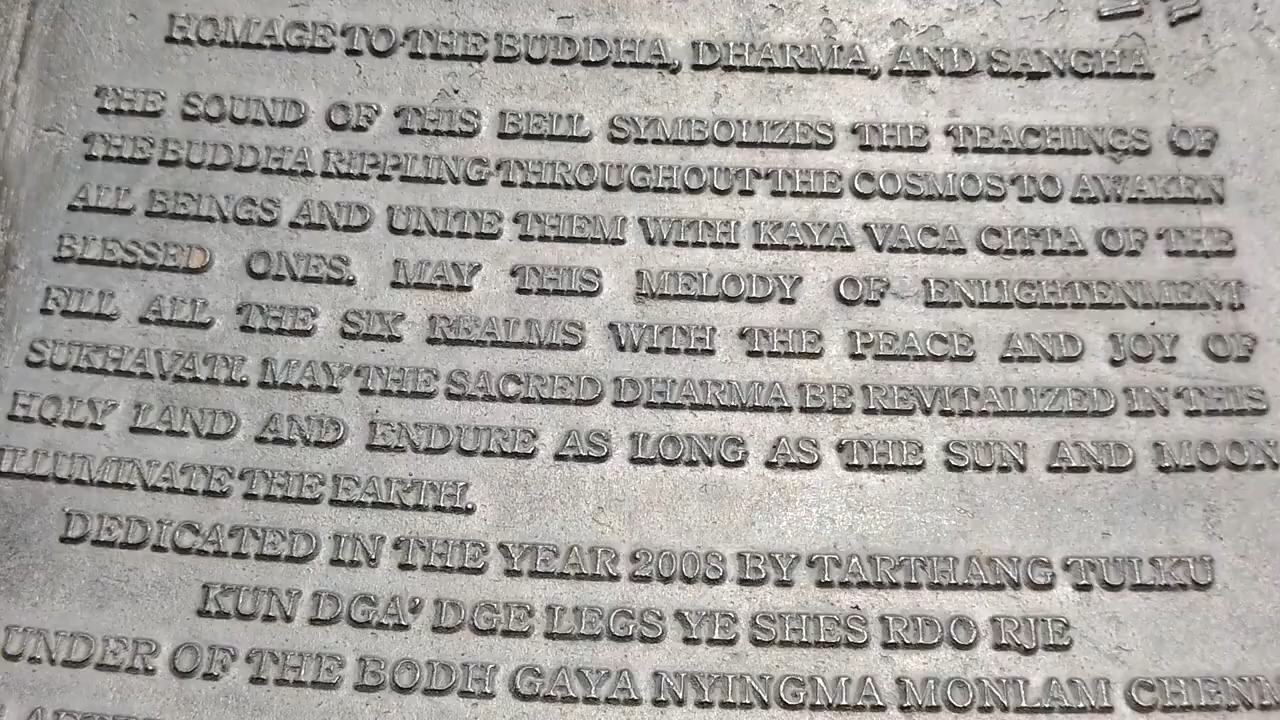 HOMAGE TO THE BUDDHA, DHARMA, AND SANGHA
THE SOUND OF THIS BELL SYMBOLIZES THE TEACHINGS OF
THE BUDDHA RIPPLING THROUGHOUT THE COSMOS TO AWAKEN
ALL BEINGS AND UNITE THEM WITH KAYA VACA CITTA OF THE
BLESSED ONES. MAY THIS MELODY OF ENLIGHTENMENT
FILL ALL THE SIX REALMS WITH THE PEACE AND JOY OF
SUKHAVATI. MAY THE SACRED DHARMA BE REVITALIZED IN THIS
HOLY LAND AND ENDURE AS LONG AS THE SUN AND MOON
ILLUMINATE THE EARTH.
DEDICATED IN THE YEAR 2008 BY TARTHANG TULKU
KUN DGA' DGE LEGS YE SHES RDO RJE
UNDER OF THE BODH GAYA NYINGMA MONLAM CHENM